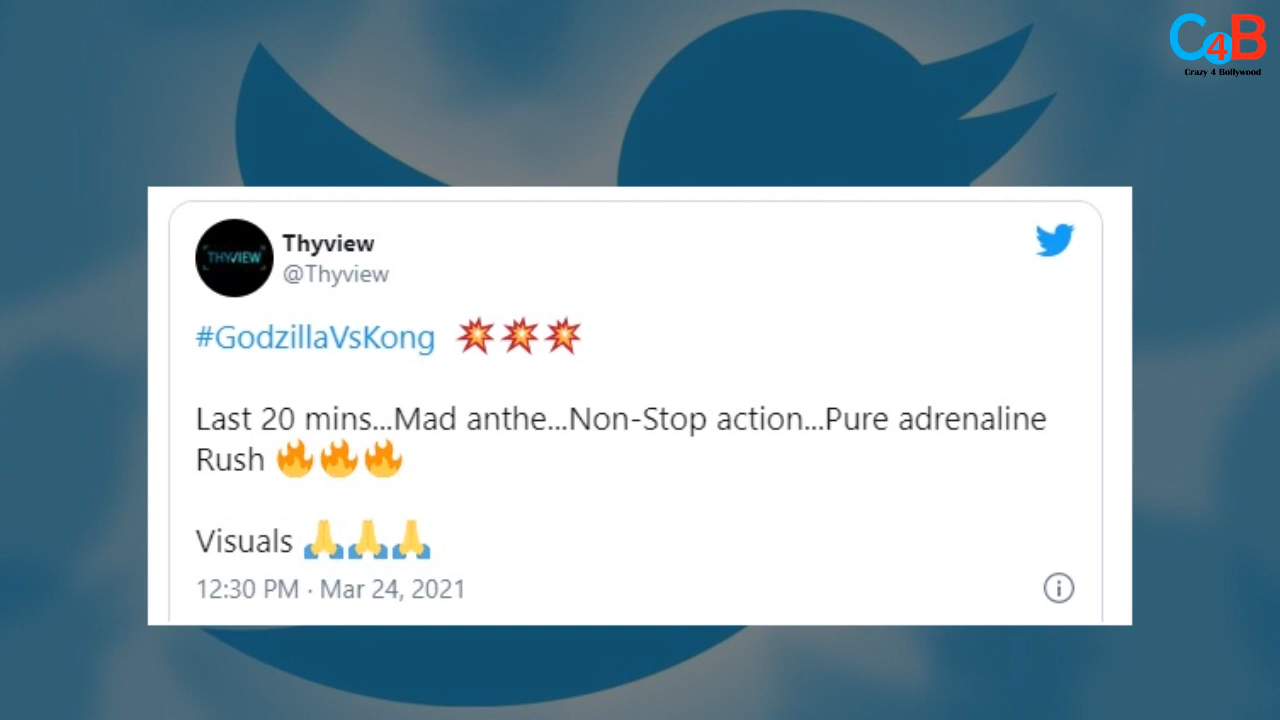 C4B
Crazy 4 Bollywood
THYVIEW
Thyview
@Thyview
#GodzillaVsKong 💥💥💥
Last 20 mins...Mad anthe...Non-Stop action...Pure adrenaline
Rush 🔥🔥🔥
Visuals 🙏🙏🙏
12:30 PM · Mar 24, 2021